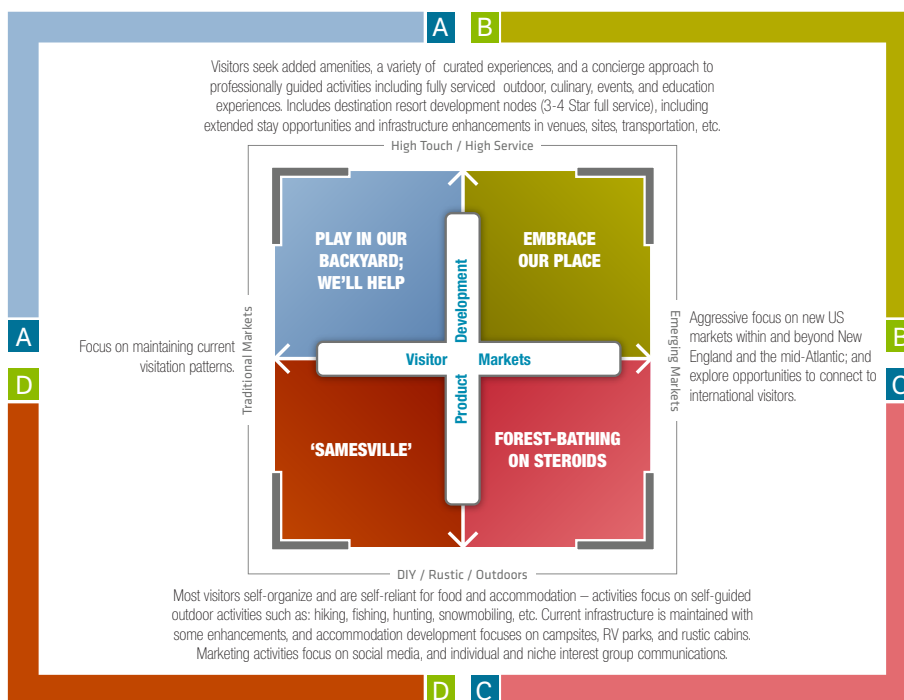 A B
Visitors seek added amenities, a variety of curated experiences, and a concierge approach to
professionally guided activities including fully serviced outdoor, culinary, events, and education
experiences. Includes destination resort development nodes (3-4 Star full service), including
extended stay opportunities and infrastructure enhancements in venues, sites, transportation, etc.
High Touch / High Service
PLAY IN OUR
BACKYARD;
WE'LL HELP
EMBRACE
OUR PLACE
Product Development
Visitor Markets
Traditional Markets
Emerging Markets
A
D
Focus on maintaining current
visitation patterns.
Aggressive focus on new US
markets within and beyond New
England and the mid-Atlantic; and
explore opportunities to connect to
international visitors.
B
C
‘SAMESVILLE’
FOREST-BATHING
ON STEROIDS
DIY / Rustic / Outdoors
Most visitors self-organize and are self-reliant for food and accommodation – activities focus on self-guided
outdoor activities such as: hiking, fishing, hunting, snowmobiling, etc. Current infrastructure is maintained with
some enhancements, and accommodation development focuses on campsites, RV parks, and rustic cabins.
Marketing activities focus on social media, and individual and niche interest group communications.
D C